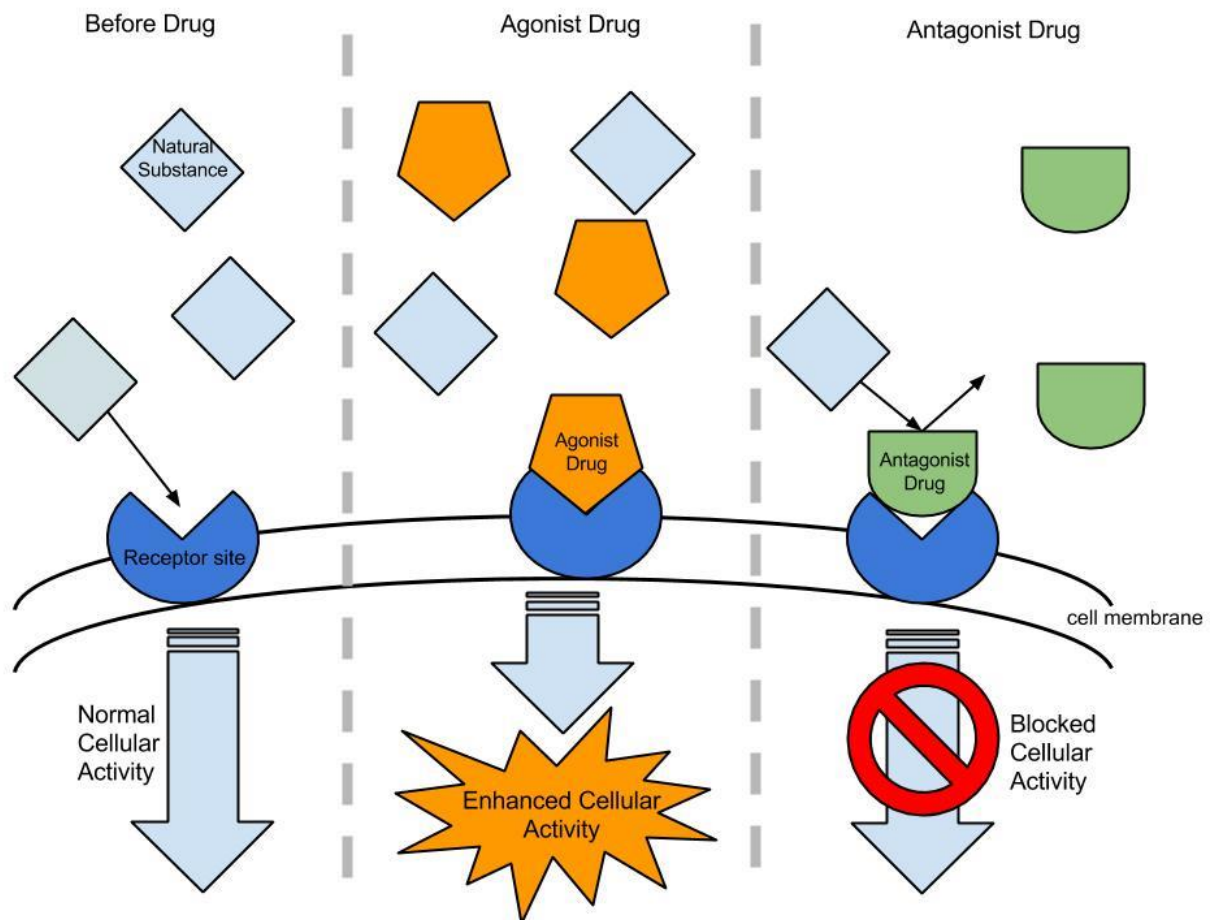 Before Drug
Agonist Drug
Antagonist Drug
Natural
Substance
Agonist
Drug
Antagonist
Drug
Receptor site
cell membrane
Normal
Cellular
Activity
Enhanced Cellular
Activity
Blocked
Cellular
Activity